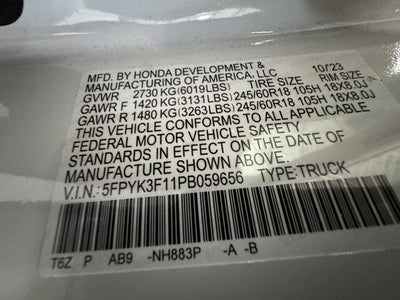 MFD. BY HONDA DEVELOPMENT & 10/23
MANUFACTURING OF AMERICA, LLC
GVWR 2730 KG(6019LBS) TIRE SIZE RIM SIZE
GAWR F 1420 KG(3131LBS) 245/60R18 105H 18X8.0J
GAWR R 1480 KG(3263LBS) 245/60R18 105H 18X8.0J
THIS VEHICLE CONFORMS TO ALL APPLICABLE
FEDERAL MOTOR VEHICLE SAFETY
STANDARDS IN EFFECT ON THE DATE OF
MANUFACTURE SHOWN ABOVE.
V.I.N.: 5FPYK3F11PB059656 TYPE:TRUCK
T6Z P AB9 -NH883P -A -B